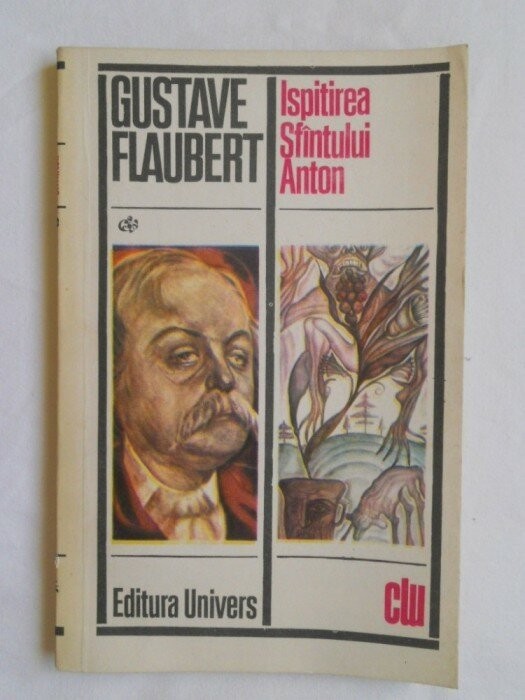 GUSTAVE
FLAUBERT
Ispitirea
Sfîntului
Anton
Editura Univers
clu